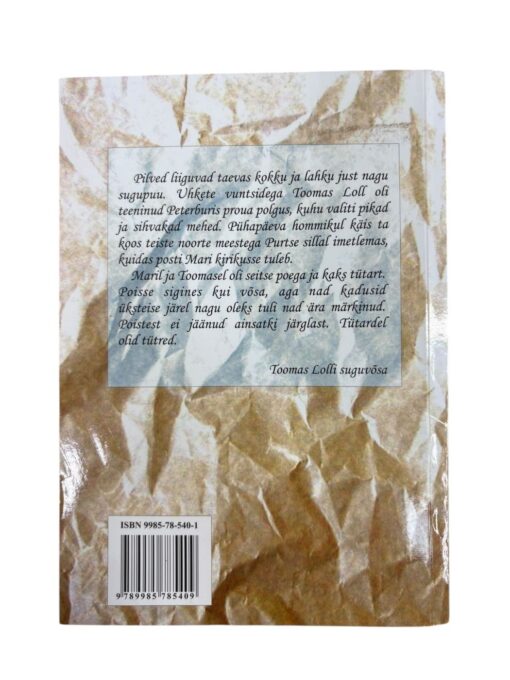 Pilved liiguvad taevas kokku ja lahku just nagu
sugupuu. Uhkete vuntsidega Toomas Loll oli
teeninud Peterburis proua polgus, kuhu valiti pikad
ja sihvakad mehed. Pühapäeva hommikul käis ta
koos teiste noorte meestega Purtse sillal imetlemas,
kuidas posti Mari kirikusse tuleb.
Maril ja Toomasel oli seitse poega ja kaks tütart.
Poisse sigines kui võsa, aga nad kadusid
üksteise järel nagu oleks tuli nad ära märkinud.
Poistest ei jäänud ainsatki järglast. Tütardel
olid tütred.
Toomas Lolli suguvõsa
ISBN 9985-78-540-1
9 789985 785409